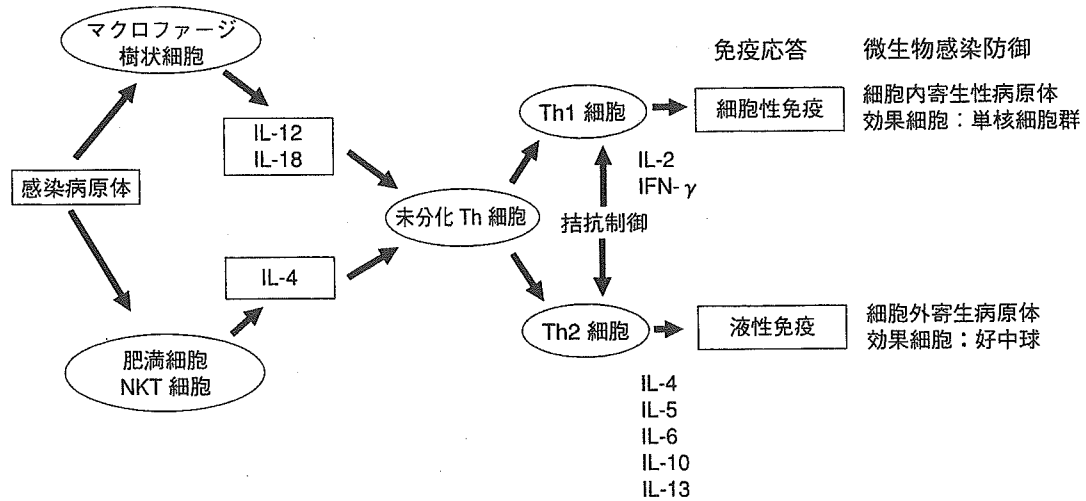 マクロファージ
樹状細胞
免疫応答
微生物感染防御
IL-12
IL-18
Th1 細胞
細胞性免疫
細胞内寄生性病原体
効果細胞：単核細胞群
IL-2
IFN-γ
感染病原体
未分化 Th 細胞
拮抗制御
IL-4
Th2 細胞
液性免疫
細胞外寄生病原体
効果細胞：好中球
肥満細胞
NKT 細胞
IL-4
IL-5
IL-6
IL-10
IL-13